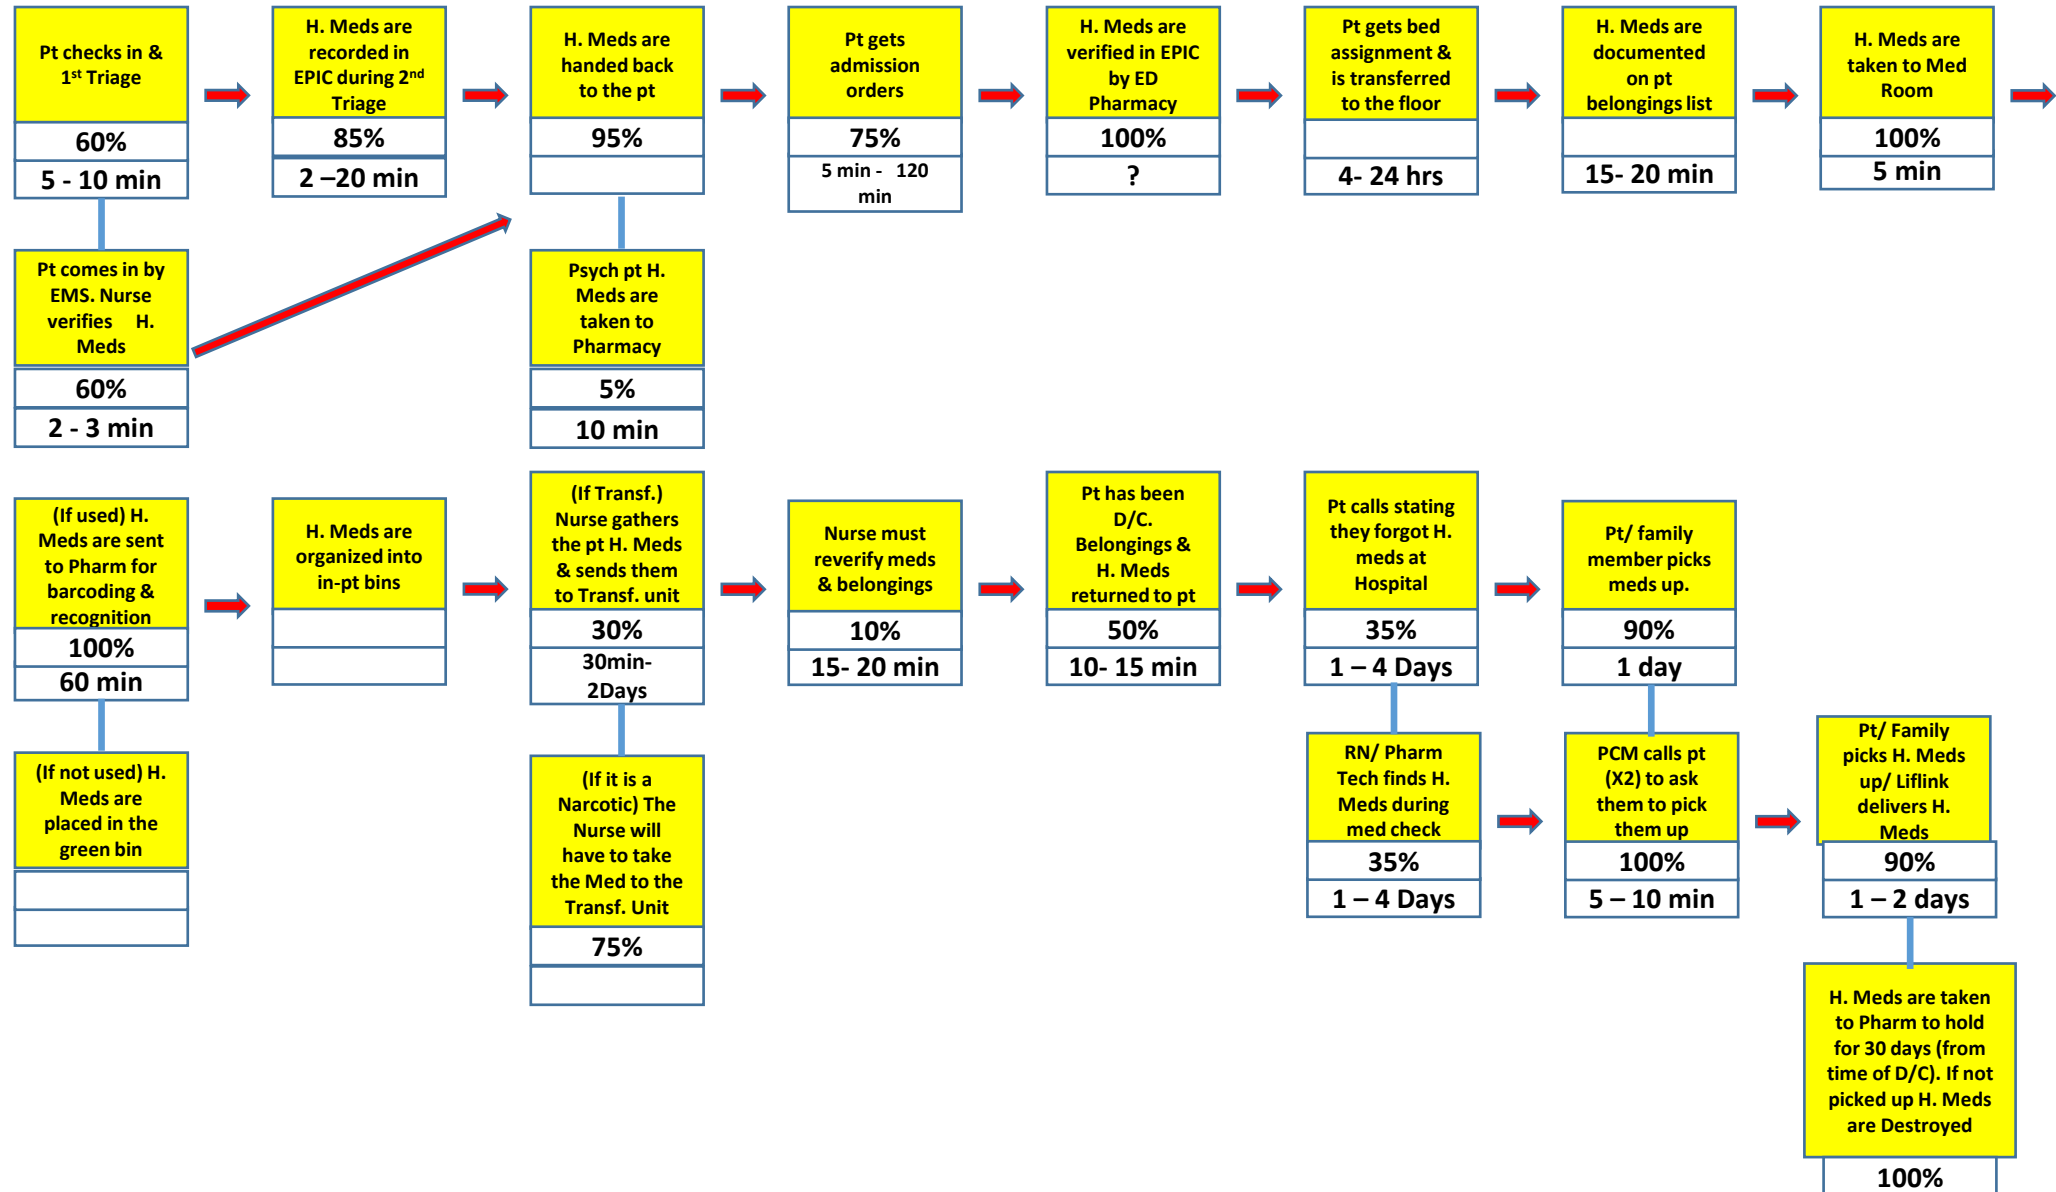 Pt checks in &
1st Triage
60%
5 - 10 min
H. Meds are
recorded in
EPIC during 2nd
Triage
85%
2 –20 min
H. Meds are
handed back
to the pt
95%
Pt gets
admission
orders
75%
5 min - 120
min
H. Meds are
verified in EPIC
by ED
Pharmacy
100%
?
Pt gets bed
assignment &
is transferred
to the floor
4- 24 hrs
H. Meds are
documented
on pt
belongings list
15- 20 min
H. Meds are
taken to Med
Room
100%
5 min
Pt comes in by
EMS. Nurse
verifies H.
Meds
60%
2 - 3 min
Psych pt H.
Meds are
taken to
Pharmacy
5%
10 min
(If used) H.
Meds are sent
to Pharm for
barcoding &
recognition
100%
60 min
H. Meds are
organized into
in-pt bins
(If Transf.)
Nurse gathers
the pt H. Meds
& sends them
to Transf. unit
30%
30min-
2Days
Nurse must
reverify meds
& belongings
10%
15- 20 min
Pt has been
D/C.
Belongings &
H. Meds
returned to pt
50%
10- 15 min
Pt calls stating
they forgot H.
meds at
Hospital
35%
1 – 4 Days
Pt/ family
member picks
meds up.
90%
1 day
(If not used) H.
Meds are
placed in the
green bin
(If it is a
Narcotic) The
Nurse will
have to take
the Med to the
Transf. Unit
75%
RN/ Pharm
Tech finds H.
Meds during
med check
35%
1 – 4 Days
PCM calls pt
(X2) to ask
them to pick
them up
100%
5 – 10 min
Pt/ Family
picks H. Meds
up/ Liflink
delivers H.
Meds
90%
1 – 2 days
H. Meds are taken
to Pharm to hold
for 30 days (from
time of D/C). If not
picked up H. Meds
are Destroyed
100%